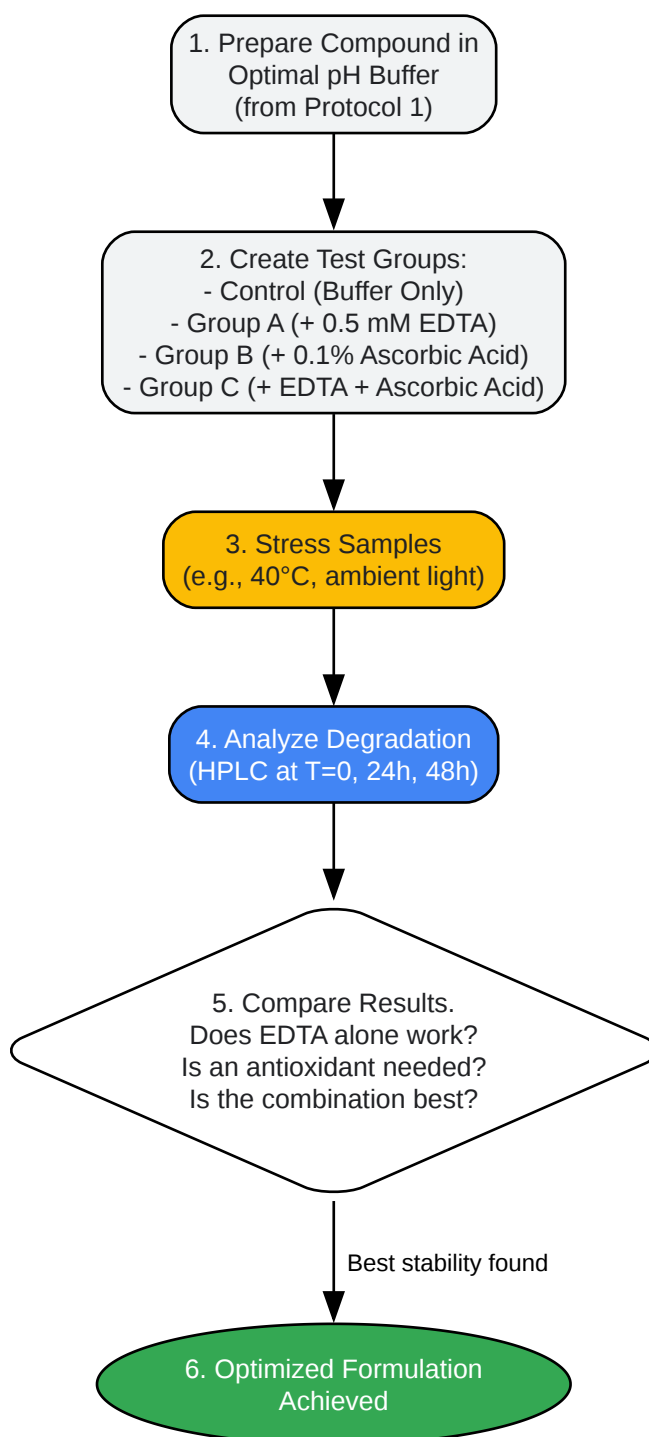 1. Prepare Compound in
Optimal pH Buffer
(from Protocol 1)
2. Create Test Groups:
- Control (Buffer Only)
- Group A (+ 0.5 mM EDTA)
- Group B (+ 0.1% Ascorbic Acid)
- Group C (+ EDTA + Ascorbic Acid)
3. Stress Samples
(e.g., 40°C, ambient light)
4. Analyze Degradation
(HPLC at T=0, 24h, 48h)
5. Compare Results.
Does EDTA alone work?
Is an antioxidant needed?
Is the combination best?
Best stability found
6. Optimized Formulation
Achieved